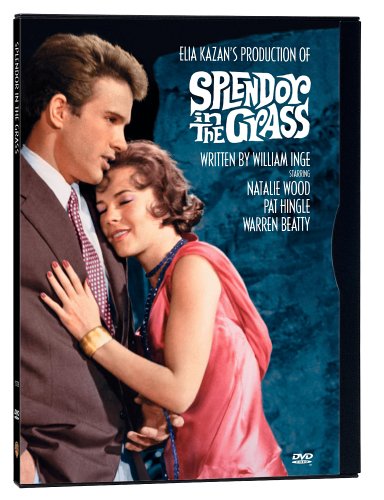 SPLENDOR IN THE GRASS
ELIA KAZAN'S PRODUCTION OF
SPLENDOR
in
THE GRASS
WRITTEN BY WILLIAM INGE
STARRING
NATALIE WOOD
PAT HINGLE
WARREN BEATTY
DVD